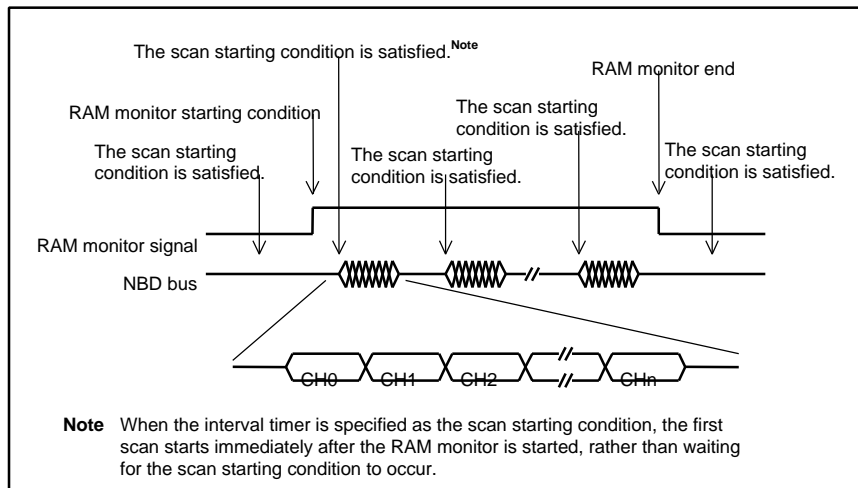 The scan starting condition is satisfied.Note
RAM monitor end
RAM monitor starting condition
The scan starting
condition is satisfied.
The scan starting
condition is satisfied.
The scan starting
condition is satisfied.
The scan starting
condition is satisfied.
RAM monitor signal
NBD bus
CH0 CH1 CH2 CHn
Note When the interval timer is specified as the scan starting condition, the first
scan starts immediately after the RAM monitor is started, rather than waiting
for the scan starting condition to occur.